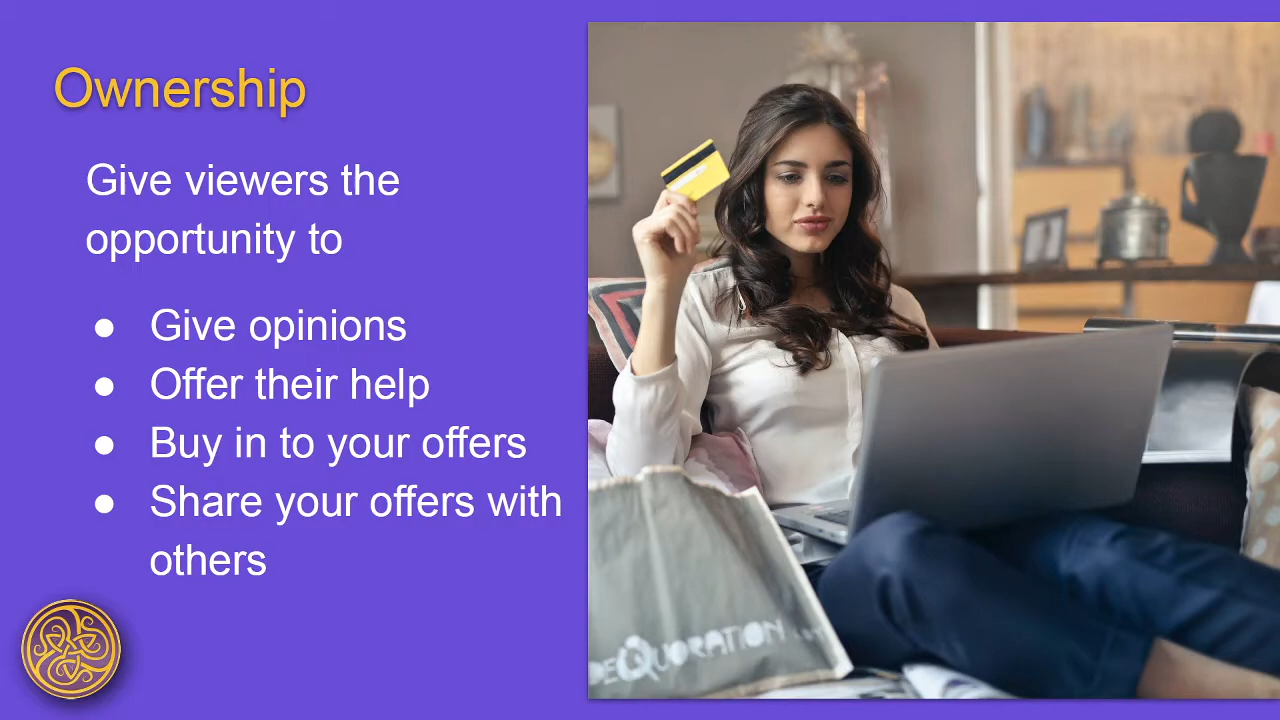 Ownership
Give viewers the
opportunity to
● Give opinions
● Offer their help
● Buy in to your offers
● Share your offers with
others
DEQUORATION